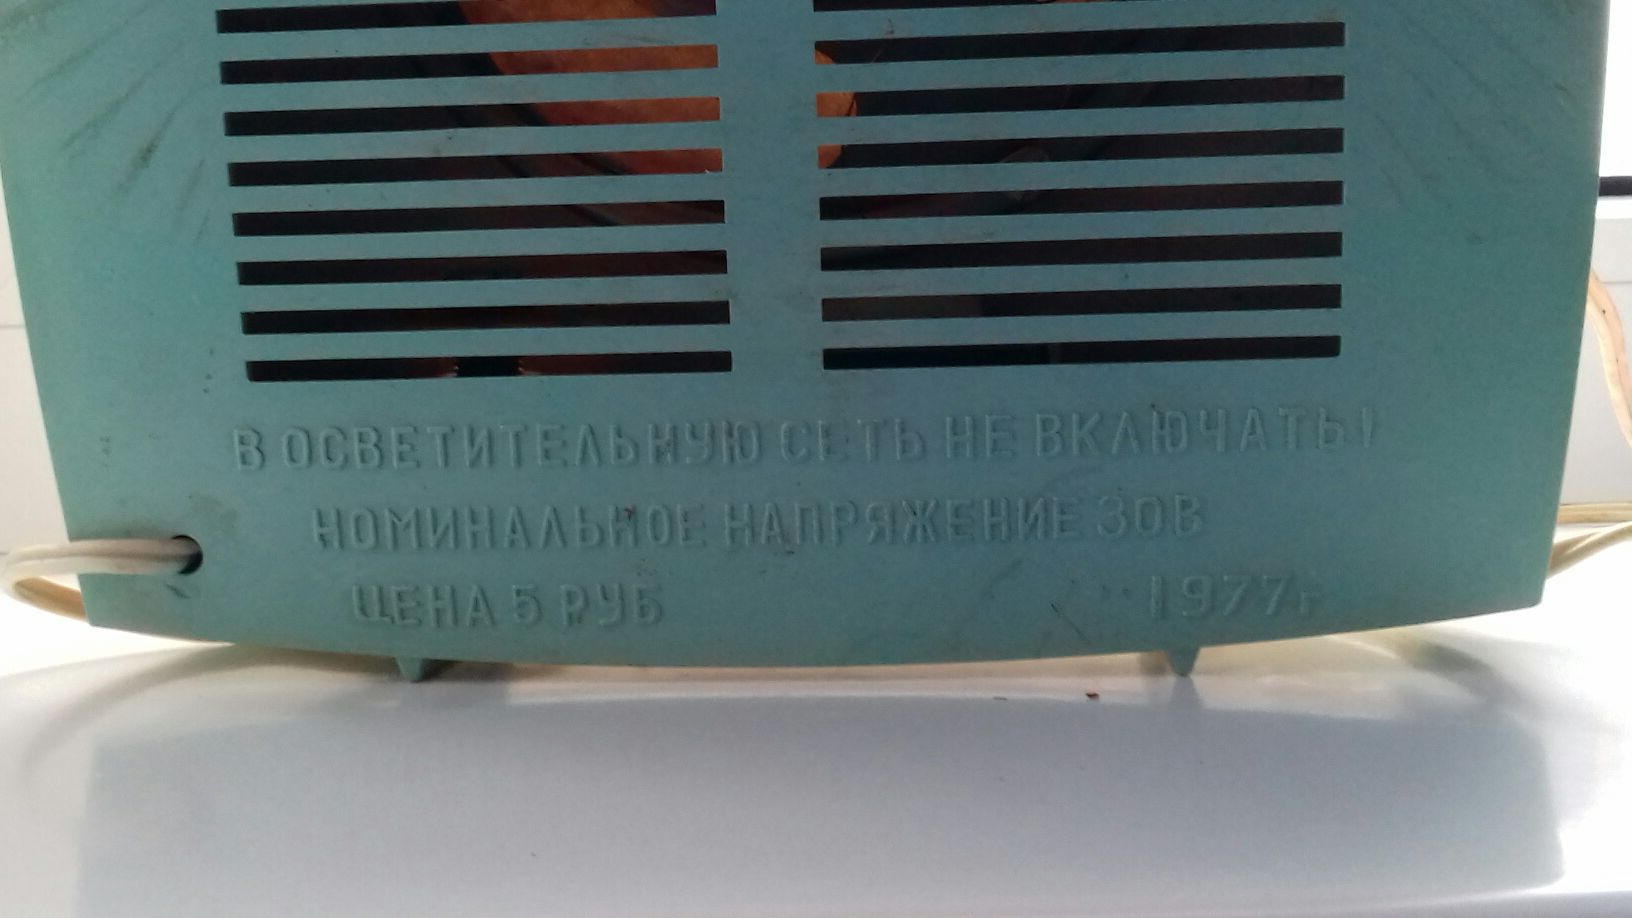 В ОСВЕТИТЕЛЬНУЮ СЕТЬ НЕ ВКЛЮЧАТЬ!
НОМИНАЛЬНОЕ НАПРЯЖЕНИЕ 30В
ЦЕНА 5 РУБ 1977г